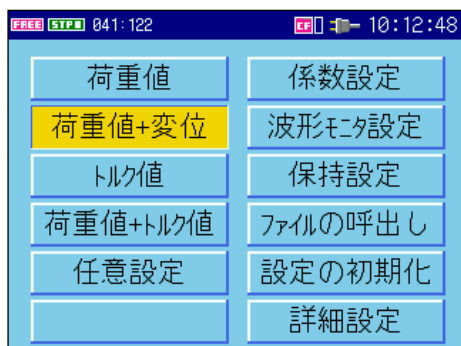 FREE STP■ 041:122 CF 10:12:48
荷重値
荷重値+変位
トルク値
荷重値+トルク値
任意設定
係数設定
波形モニタ設定
保持設定
ファイルの呼出し
設定の初期化
詳細設定